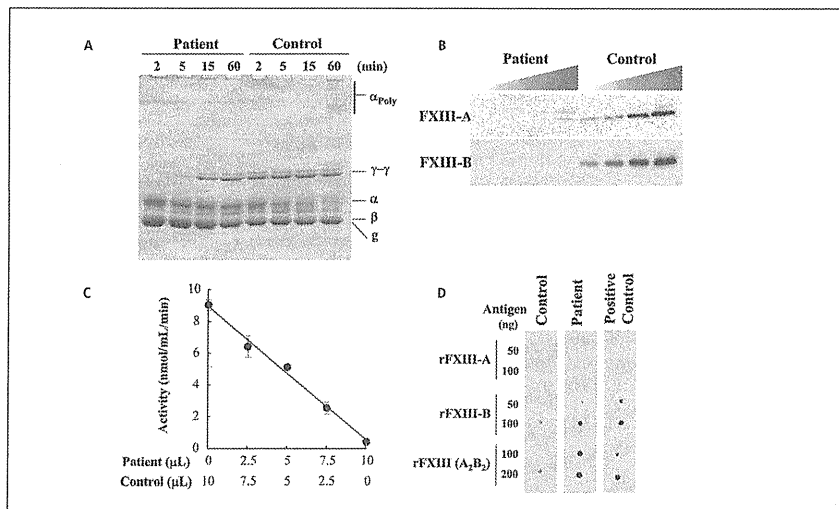 A
Patient Control
2 5 15 60 2 5 15 60 (min)
αPoly
γ–γ
α
β
g
B
Patient Control
FXIII-A
FXIII-B
C
Activity (nmol/mL/min)
10
8
6
4
2
0
Patient (μL) 0 2.5 5 7.5 10
Control (μL) 10 7.5 5 2.5 0
D
Antigen (ng)
Control
Patient
Positive Control
rFXIII-A 50
100
rFXIII-B 50
100
rFXIII (A₂B₂) 100
200